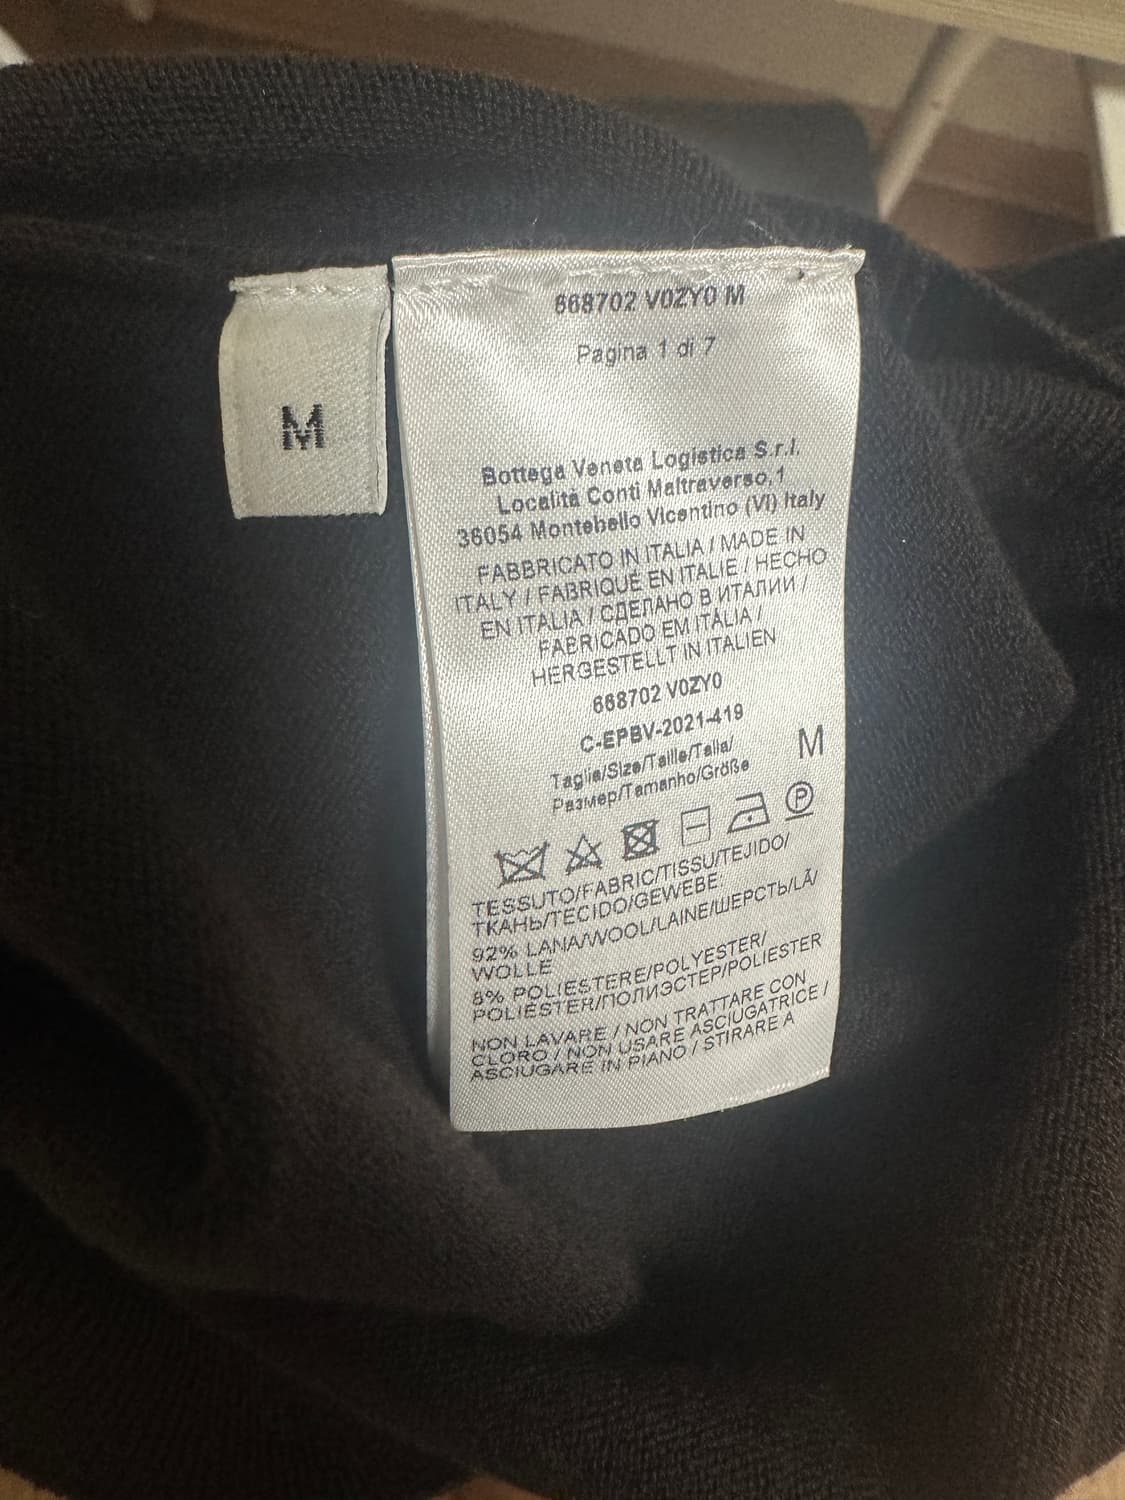 M
668702 V0ZY0 M
Pagina 1 di 7
Bottega Veneta Logistica S.r.l.
Località Conti Maltraverso,1
36054 Montebello Vicentino (VI) Italy
FABBRICATO IN ITALIA / MADE IN
ITALY / FABRIQUÉ EN ITALIE / HECHO
EN ITALIA / СДЕЛАНО В ИТАЛИИ /
FABRICADO EM ITÁLIA /
HERGESTELLT IN ITALIEN
668702 V0ZY0
C-EPBV-2021-419
Taglia/Size/Taille/Talla/
Размер/Tamanho/Größe
M
P
TESSUTO/FABRIC/TISSU/TEJIDO/
ТКАНЬ/TECIDO/GEWEBE:
92% LANA/WOOL/LAINE/ШЕРСТЬ/LÃ/
WOLLE
8% POLIESTERE/POLYESTER/
POLIÉSTER/ПОЛИЭСТЕР/POLIESTER
NON LAVARE / NON TRATTARE CON
CLORO / NON USARE ASCIUGATRICE /
ASCIUGARE IN PIANO / STIRARE A